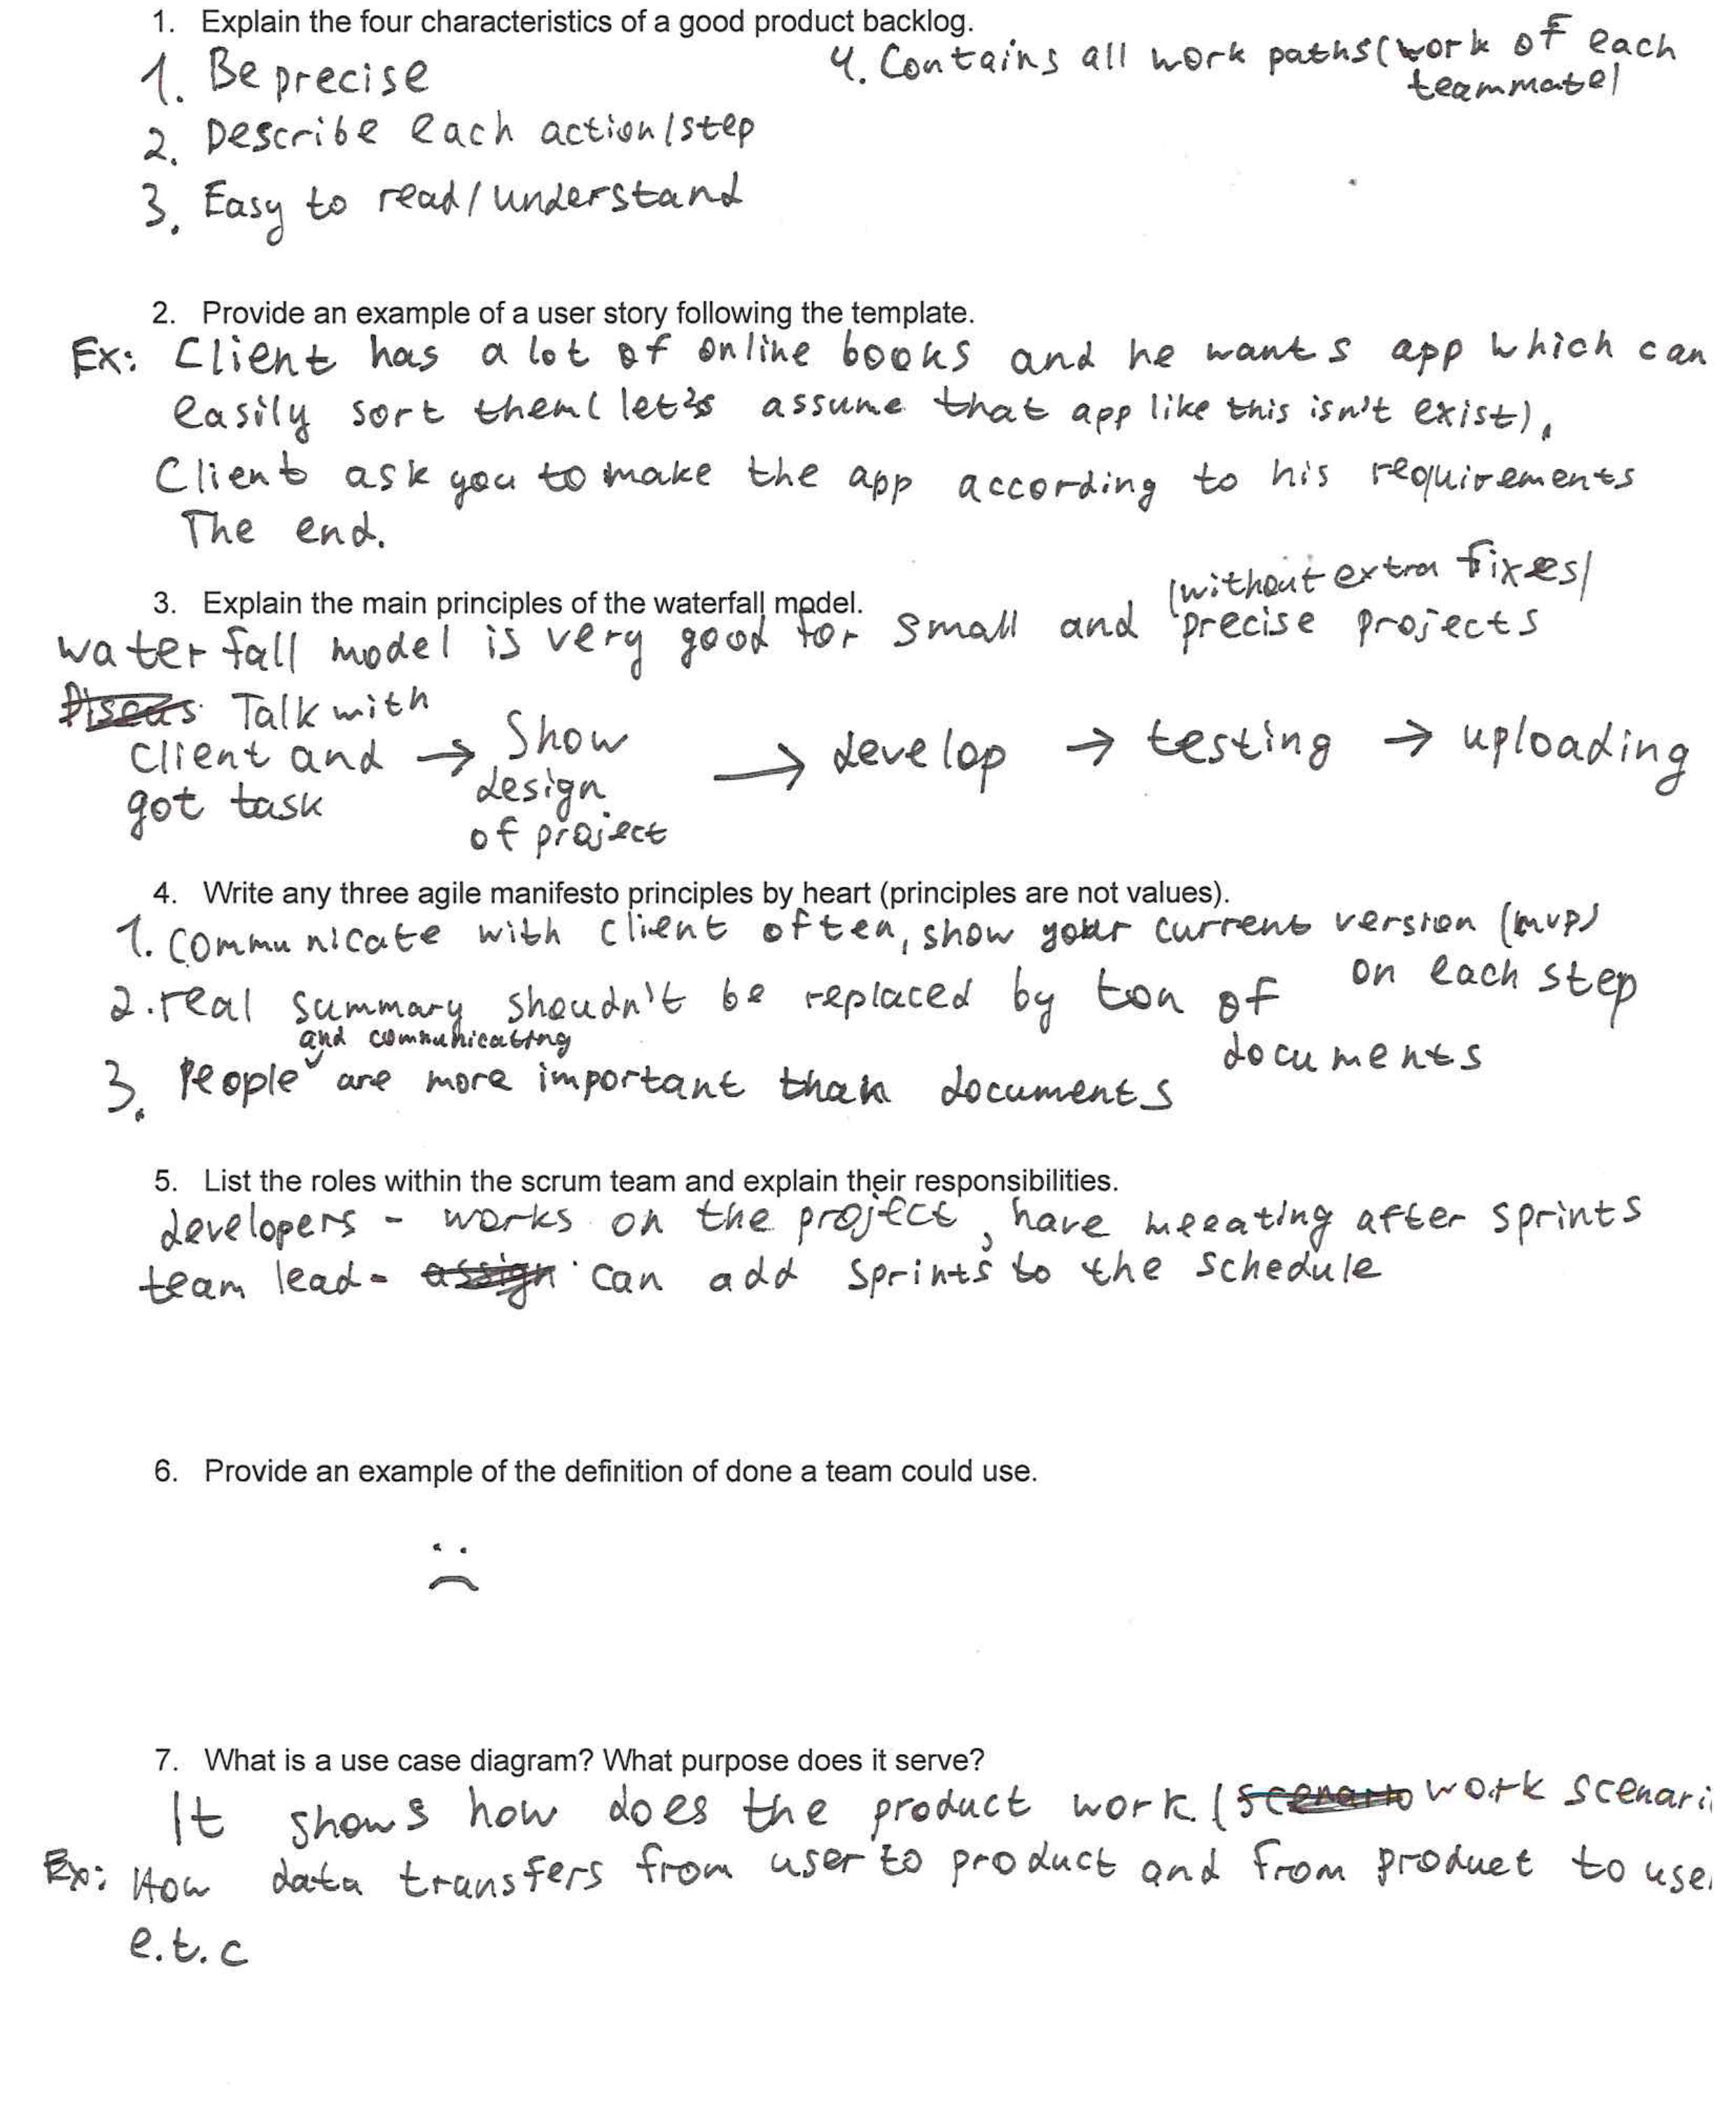 1. Explain the four characteristics of a good product backlog.
1. Be precise
2. Describe each action/step
3. Easy to read/understand
4. Contains all work paths (work of each
teammate)
2. Provide an example of a user story following the template.
Ex: Client has a lot of online books and he wants app which can
easily sort them (let's assume that app like this isn't exist).
Client ask you to make the app according to his requirements
The end.
3. Explain the main principles of the waterfall model.
(without extra fixes)
waterfall model is very good for small and precise projects
Discus Talk with
client and
got task → Show
design
of project → develop → testing → uploading
4. Write any three agile manifesto principles by heart (principles are not values).
1. communicate with client often, show your current version (mvp)
on each step
2. real summary shoudn't be replaced by ton of
documents
and communicating
3. People are more important than documents
5. List the roles within the scrum team and explain their responsibilities.
developers - works on the project, have meeating after sprints
team lead - assign can add sprints to the schedule
6. Provide an example of the definition of done a team could use.
7. What is a use case diagram? What purpose does it serve?
It shows how does the product work. (scenario work scenari
Ex: How data transfers from user to product and from product to use
e.t.c